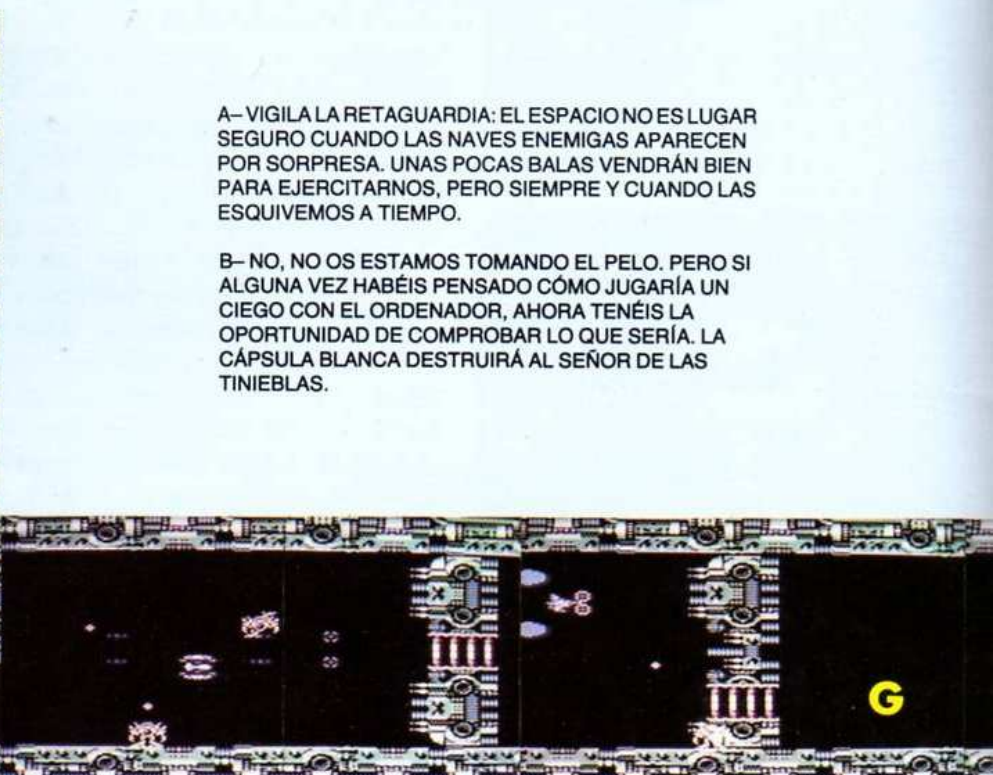 A– VIGILA LA RETAGUARDIA: EL ESPACIO NO ES LUGAR
SEGURO CUANDO LAS NAVES ENEMIGAS APARECEN
POR SORPRESA. UNAS POCAS BALAS VENDRÁN BIEN
PARA EJERCITARNOS, PERO SIEMPRE Y CUANDO LAS
ESQUIVEMOS A TIEMPO.
B– NO, NO OS ESTAMOS TOMANDO EL PELO. PERO SI
ALGUNA VEZ HABÉIS PENSADO CÓMO JUGARÍA UN
CIEGO CON EL ORDENADOR, AHORA TENÉIS LA
OPORTUNIDAD DE COMPROBAR LO QUE SERÍA. LA
CÁPSULA BLANCA DESTRUIRÁ AL SEÑOR DE LAS
TINIEBLAS.
G